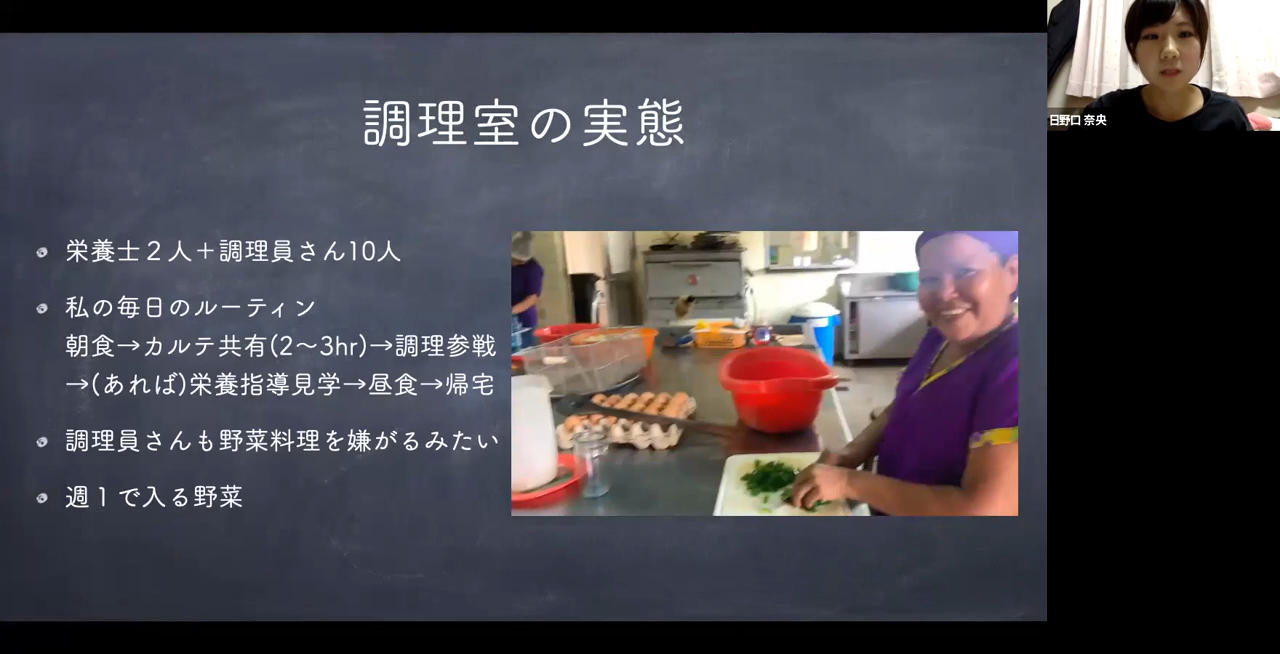 調理室の実態
栄養士２人＋調理員さん10人
私の毎日のルーティン
朝食→カルテ共有(2〜3hr)→調理参戦
→(あれば)栄養指導見学→昼食→帰宅
調理員さんも野菜料理を嫌がるみたい
週１で入る野菜
日野口 奈央